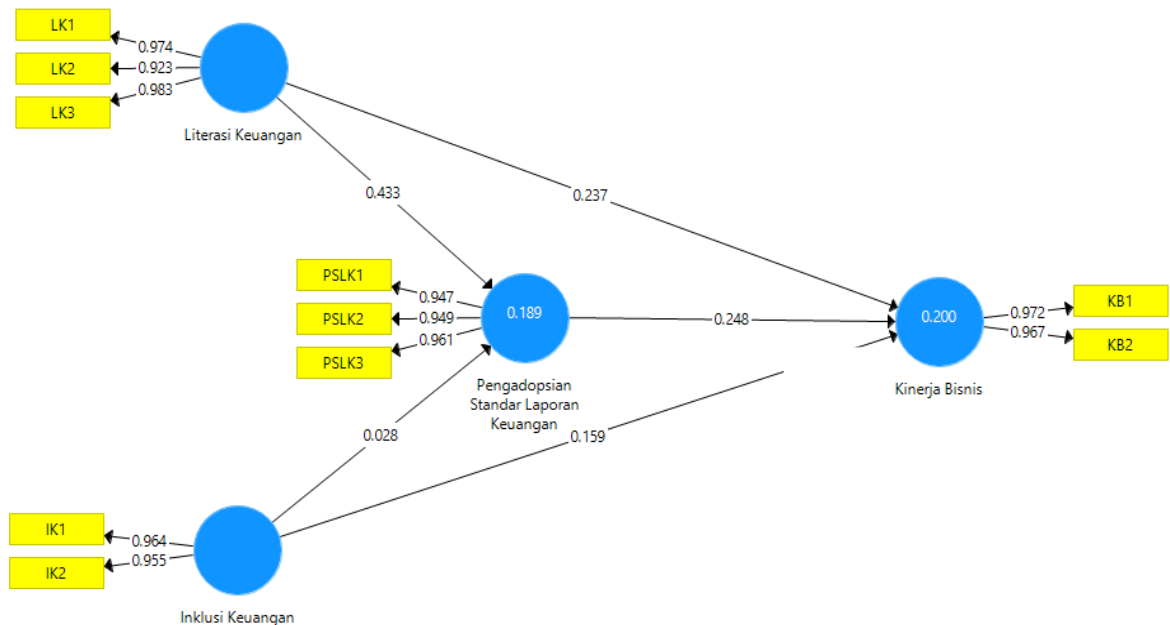 LK1
0.974
LK2
0.923
LK3
0.983
Literasi Keuangan
0.433
0.237
PSLK1
0.947
PSLK2
0.949
PSLK3
0.961
0.189
Pengadopsian
Standar Laporan
Keuangan
0.248
0.200
Kinerja Bisnis
0.972
KB1
0.967
KB2
0.028
0.159
IK1
0.964
IK2
0.955
Inklusi Keuangan